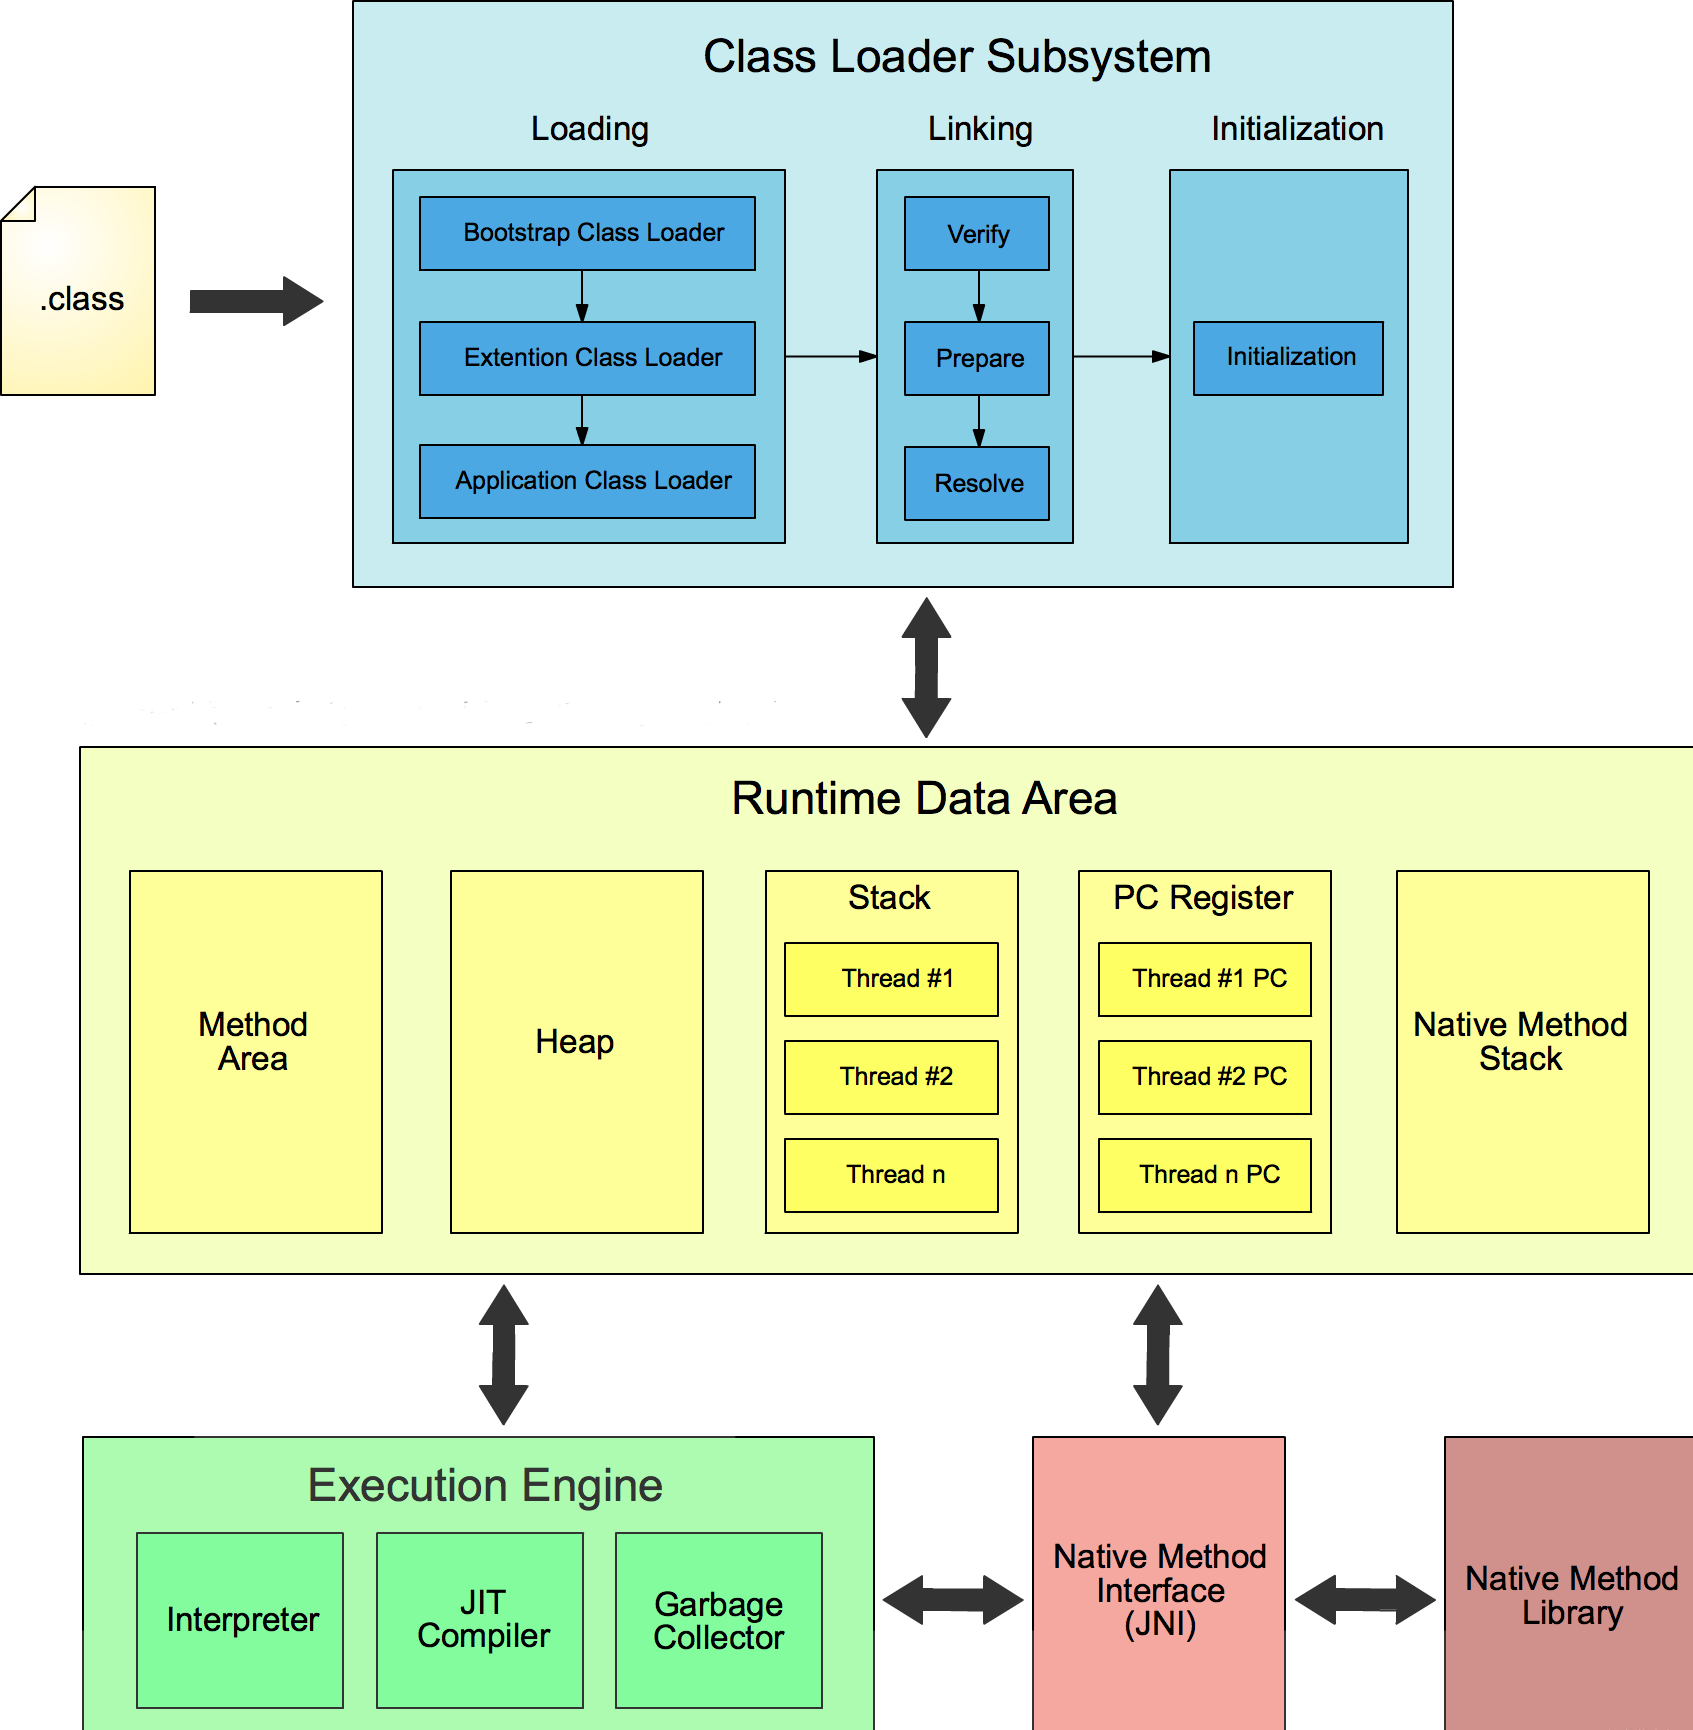 Class Loader Subsystem
Loading
Linking
Initialization
.class
Bootstrap Class Loader
Extention Class Loader
Application Class Loader
Verify
Prepare
Resolve
Initialization
Runtime Data Area
Method
Area
Heap
Stack
Thread #1
Thread #2
Thread n
PC Register
Thread #1 PC
Thread #2 PC
Thread n PC
Native Method
Stack
Execution Engine
Interpreter
JIT
Compiler
Garbage
Collector
Native Method
Interface
(JNI)
Native Method
Library